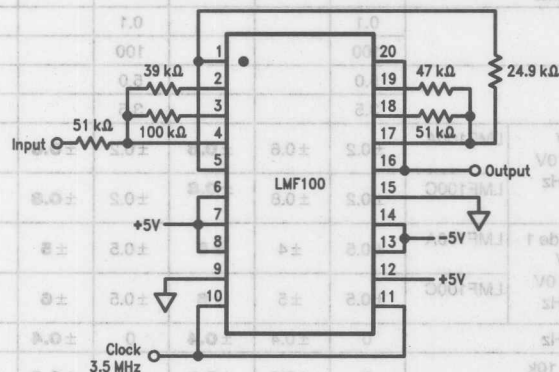 1
20
39 kΩ
2
19
47 kΩ
24.9 kΩ
3
18
51 kΩ
100 kΩ
4
17
51 kΩ
Input
5
16
Output
LMF100
6
15
+5V
7
14
-5V
8
13
9
12
+5V
10
11
Clock
3.5 MHz